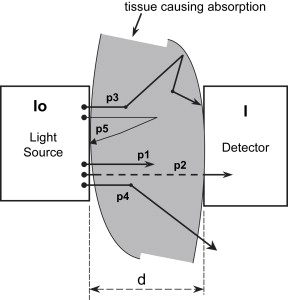 tissue causing absorption
Io
Light
Source
p3
p5
p1
p2
p4
I
Detector
d